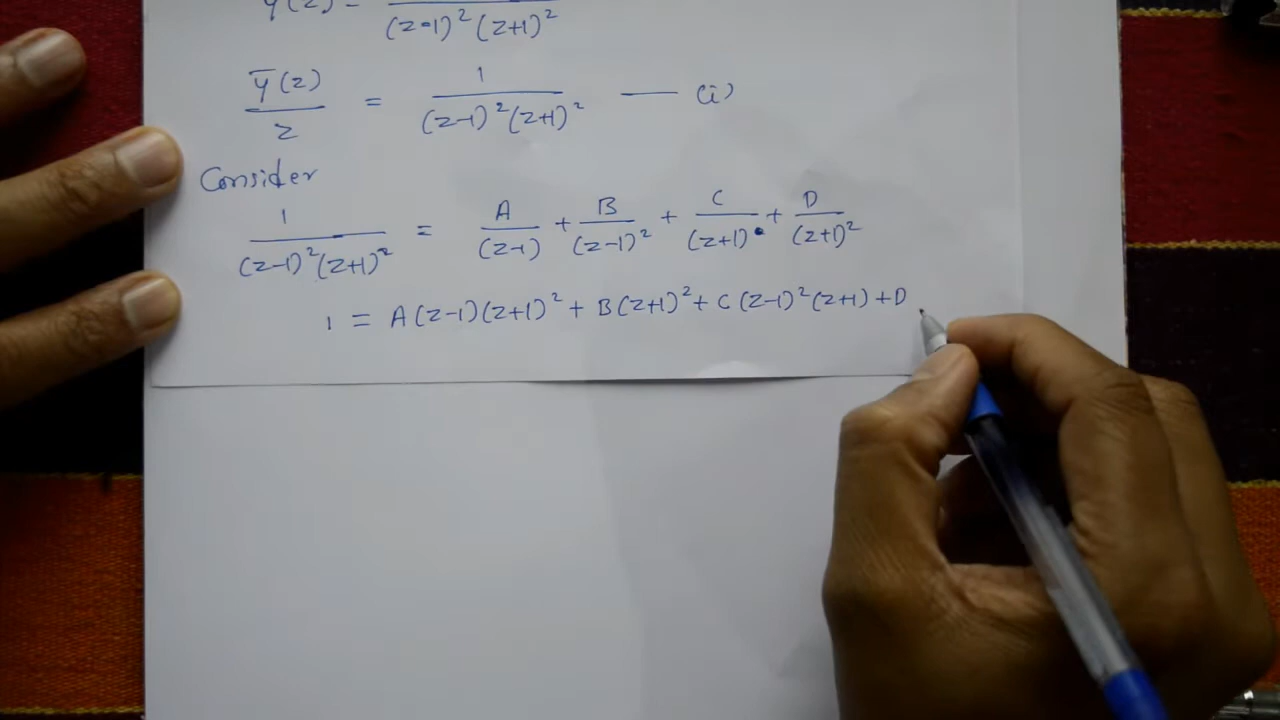 Y(z) = ‾‾‾ / (z-1)² (z+1)²
Ȳ(z) / z = 1 / (z-1)² (z+1)² — (i)
Consider
1 / (z-1)² (z+1)² = A / (z-1) + B / (z-1)² + C / (z+1) + D / (z+1)²
1 = A (z-1) (z+1)² + B (z+1)² + C (z-1)² (z+1) + D